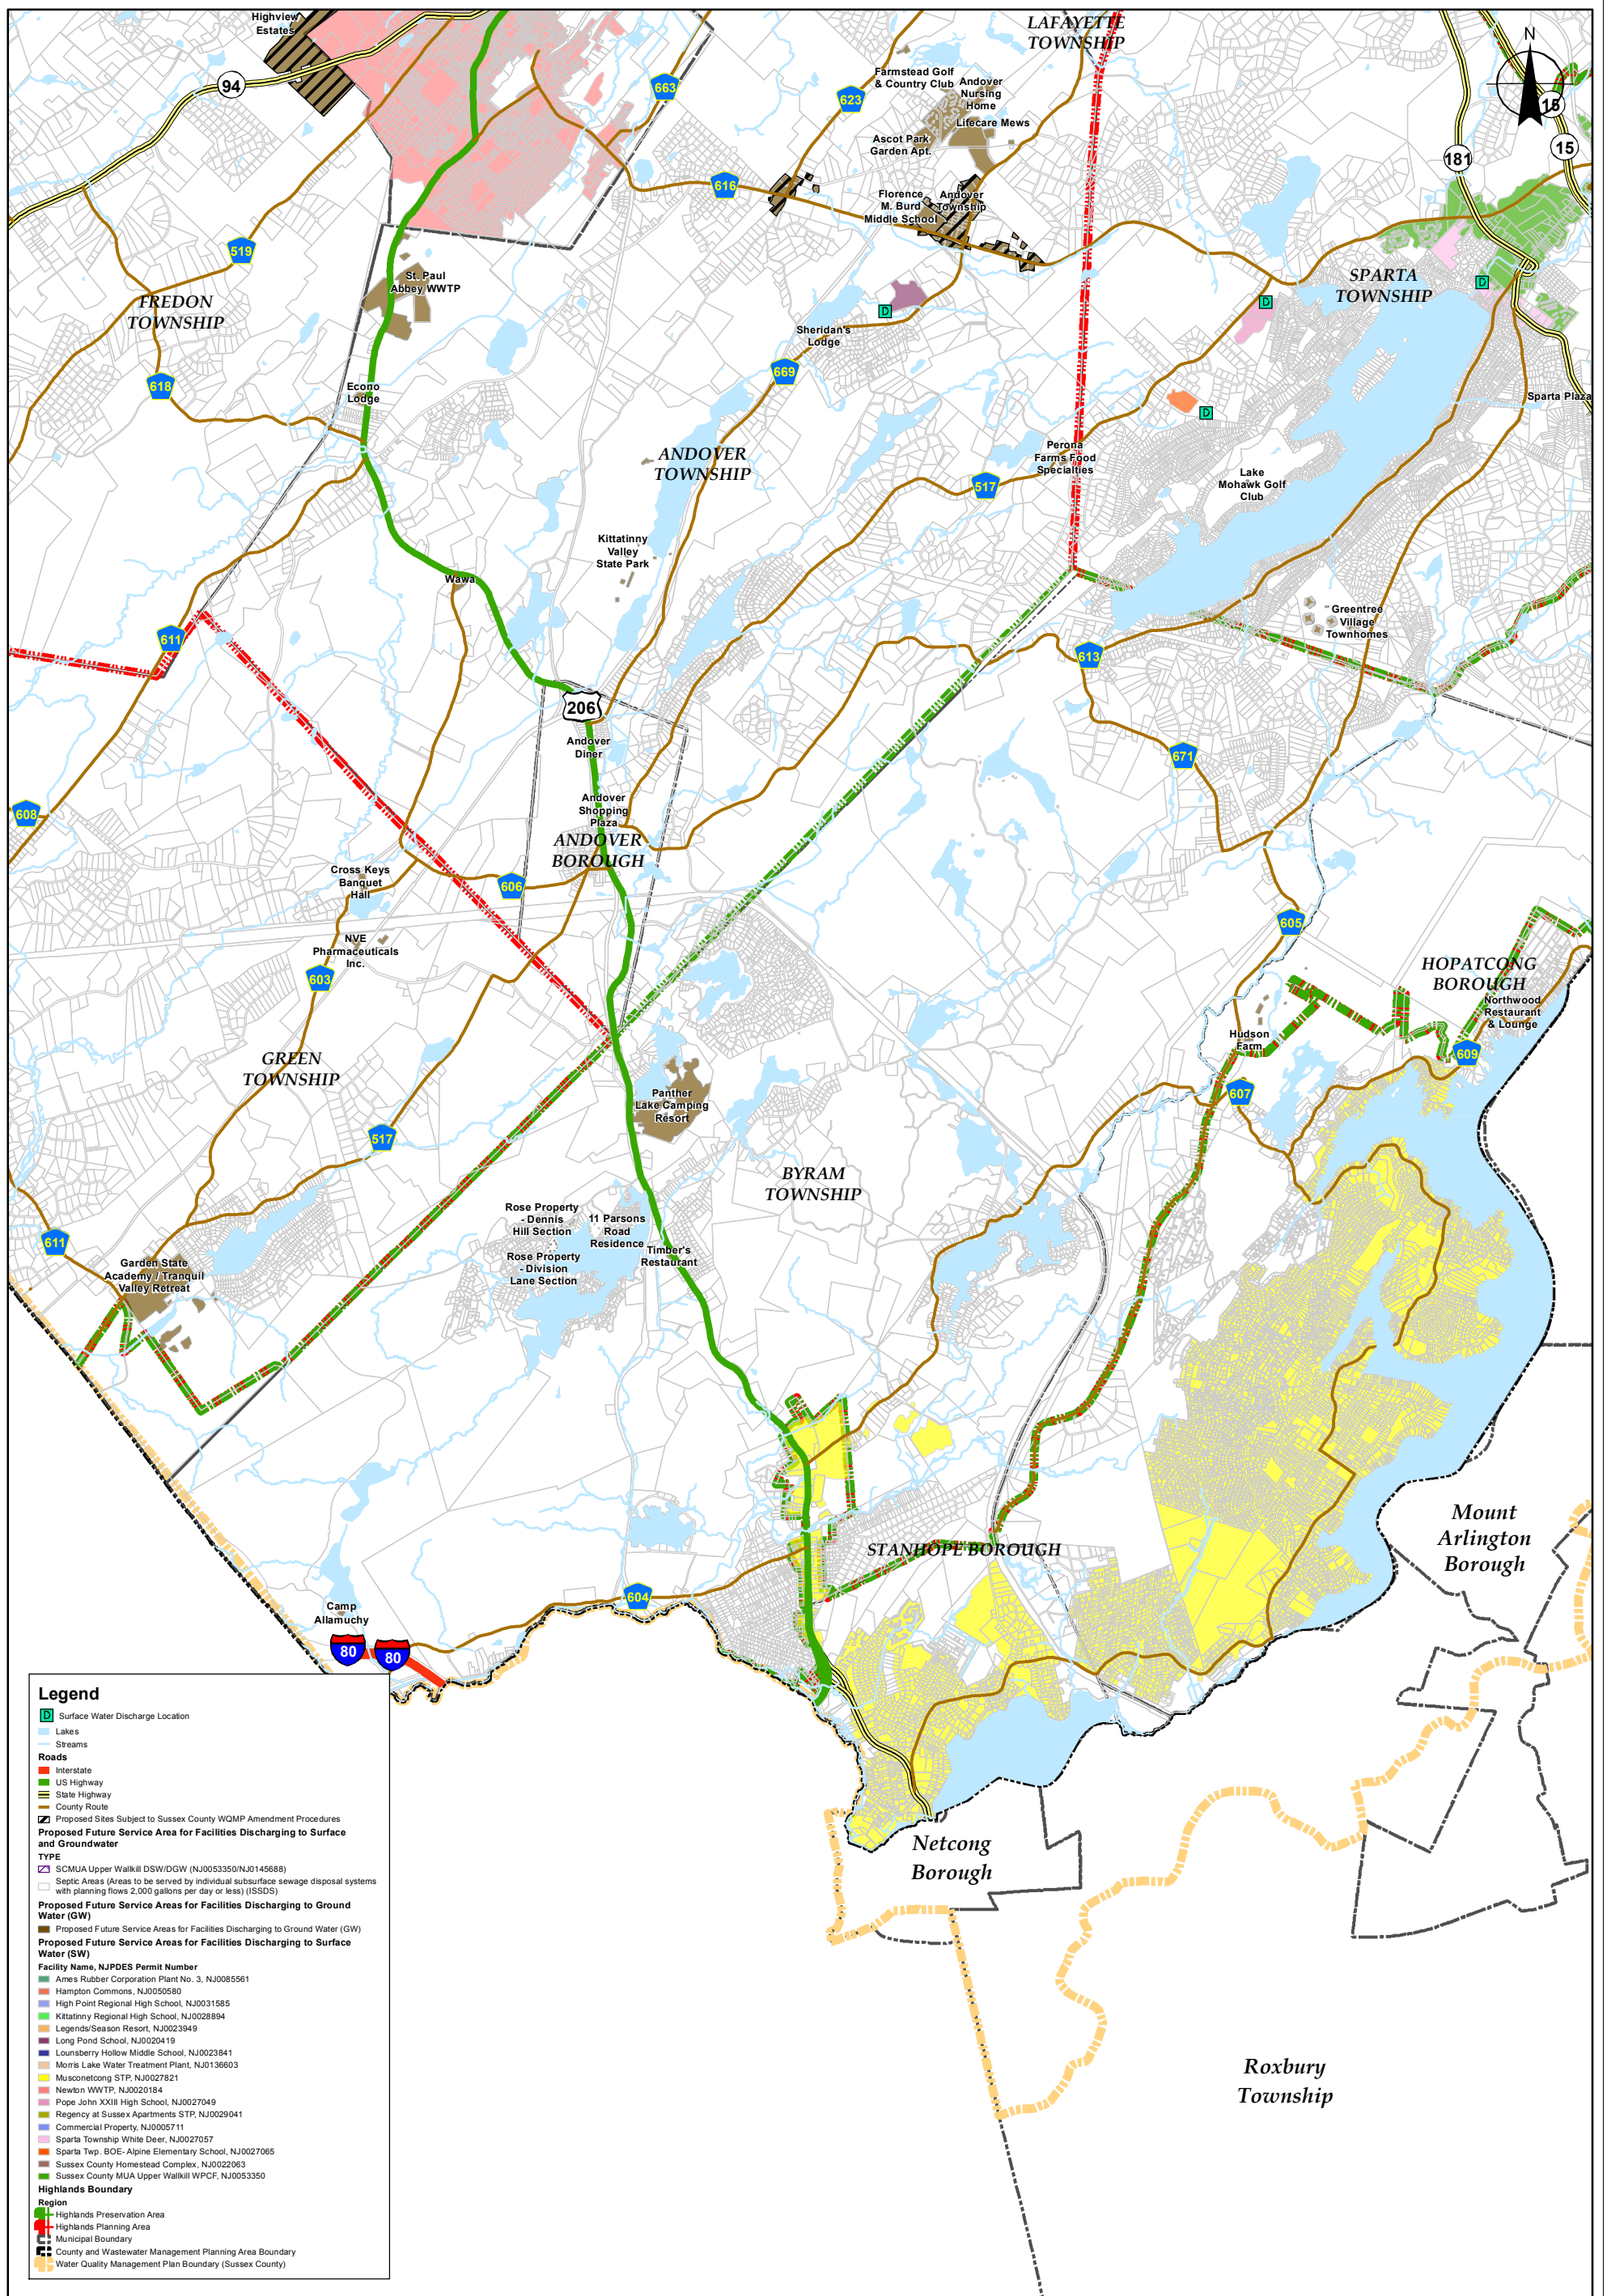 Highview
Estates
LAFAYETTE
TOWNSHIP
N
94
663
623
Farmstead Golf
& Country Club
Andover
Nursing
Home
Lifecare Mews
Ascot Park
Garden Apt.
15
15
181
616
Florence
M. Burd
Middle School
Andover
Township
519
St. Paul
Abbey WWTP
FREDON
TOWNSHIP
SPARTA
TOWNSHIP
D
D
D
Sheridan's
Lodge
669
618
Econo
Lodge
D
Sparta Plaza
ANDOVER
TOWNSHIP
Perona
Farms Food
Specialties
517
Lake
Mohawk Golf
Club
Kittatinny
Valley
State Park
Wawa
Greentree
Village
Townhomes
611
613
206
Andover
Diner
671
608
Andover
Shopping
Plaza
ANDOVER
BOROUGH
Cross Keys
Banquet
Hall
606
605
NVE
Pharmaceuticals
Inc.
603
HOPATCONG
BOROUGH
Northwood
Restaurant
& Lounge
Hudson
Farm
609
GREEN
TOWNSHIP
Panther
Lake Camping
Resort
607
517
BYRAM
TOWNSHIP
Rose Property
- Dennis
Hill Section
11 Parsons
Road
Residence
611
Timber's
Restaurant
Rose Property
- Division
Lane Section
Garden State
Academy / Tranquil
Valley Retreat
STANHOPE BOROUGH
Mount
Arlington
Borough
604
Camp
Allamuchy
80
80
Netcong
Borough
Roxbury
Township
Legend
D Surface Water Discharge Location
Lakes
Streams
Roads
Interstate
US Highway
State Highway
County Route
Proposed Sites Subject to Sussex County WQMP Amendment Procedures
Proposed Future Service Area for Facilities Discharging to Surface
and Groundwater
TYPE
SCMUA Upper Wallkill DSW/DGW (NJ0053350/NJ0145688)
Septic Areas (Areas to be served by individual subsurface sewage disposal systems
with planning flows 2,000 gallons per day or less) (ISSDS)
Proposed Future Service Areas for Facilities Discharging to Ground
Water (GW)
Proposed Future Service Areas for Facilities Discharging to Ground Water (GW)
Proposed Future Service Areas for Facilities Discharging to Surface
Water (SW)
Facility Name, NJPDES Permit Number
Ames Rubber Corporation Plant No. 3, NJ0085561
Hampton Commons, NJ0050580
High Point Regional High School, NJ0031585
Kittatinny Regional High School, NJ0028894
Legends/Season Resort, NJ0023949
Long Pond School, NJ0020419
Lounsberry Hollow Middle School, NJ0023841
Morris Lake Water Treatment Plant, NJ0136603
Musconetcong STP, NJ0027821
Newton WWTP, NJ0020184
Pope John XXIII High School, NJ0027049
Regency at Sussex Apartments STP, NJ0029041
Commercial Property, NJ0005711
Sparta Township White Deer, NJ0027057
Sparta Twp. BOE- Alpine Elementary School, NJ0027065
Sussex County Homestead Complex, NJ0022063
Sussex County MUA Upper Wallkill WPCF, NJ0053350
Highlands Boundary
Region
Highlands Preservation Area
Highlands Planning Area
Municipal Boundary
County and Wastewater Management Planning Area Boundary
Water Quality Management Plan Boundary (Sussex County)